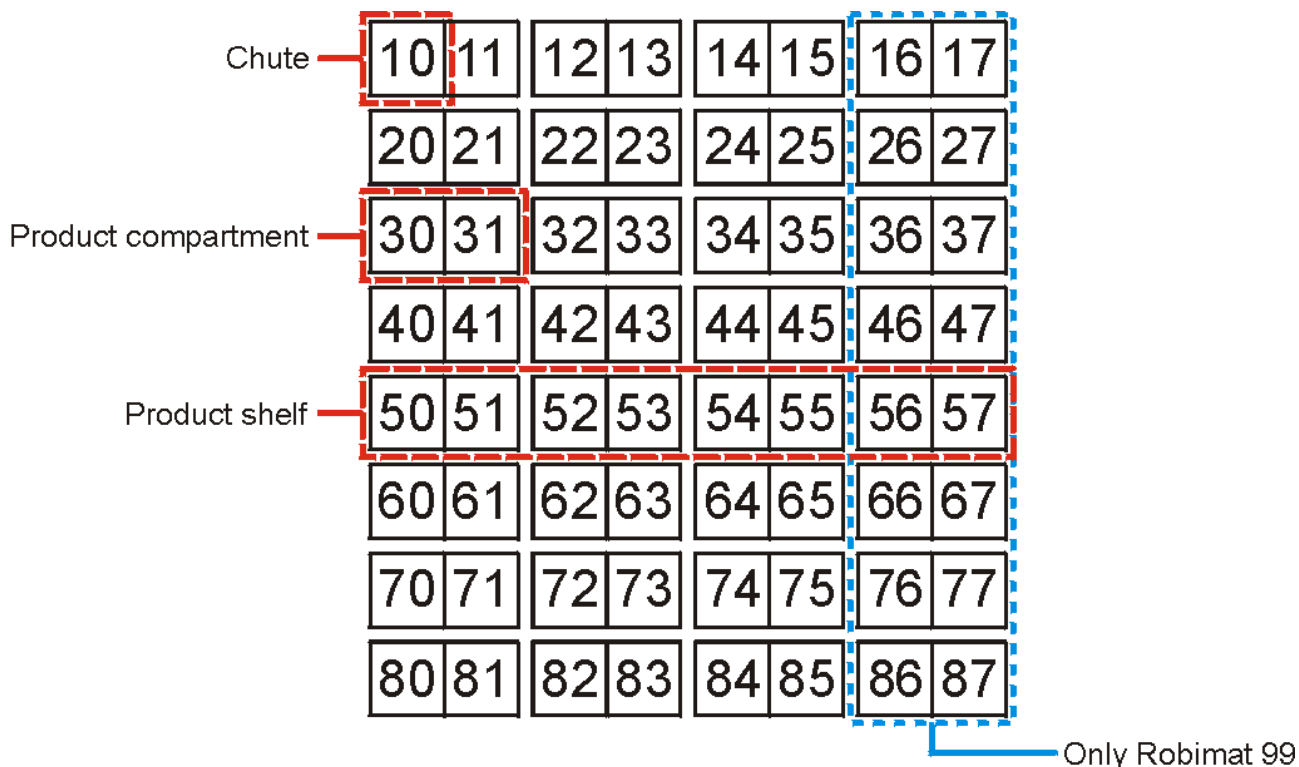 Chute 10 11 12 13 14 15 16 17
20 21 22 23 24 25 26 27
Product compartment 30 31 32 33 34 35 36 37
40 41 42 43 44 45 46 47
Product shelf 50 51 52 53 54 55 56 57
60 61 62 63 64 65 66 67
70 71 72 73 74 75 76 77
80 81 82 83 84 85 86 87
Only Robimat 99